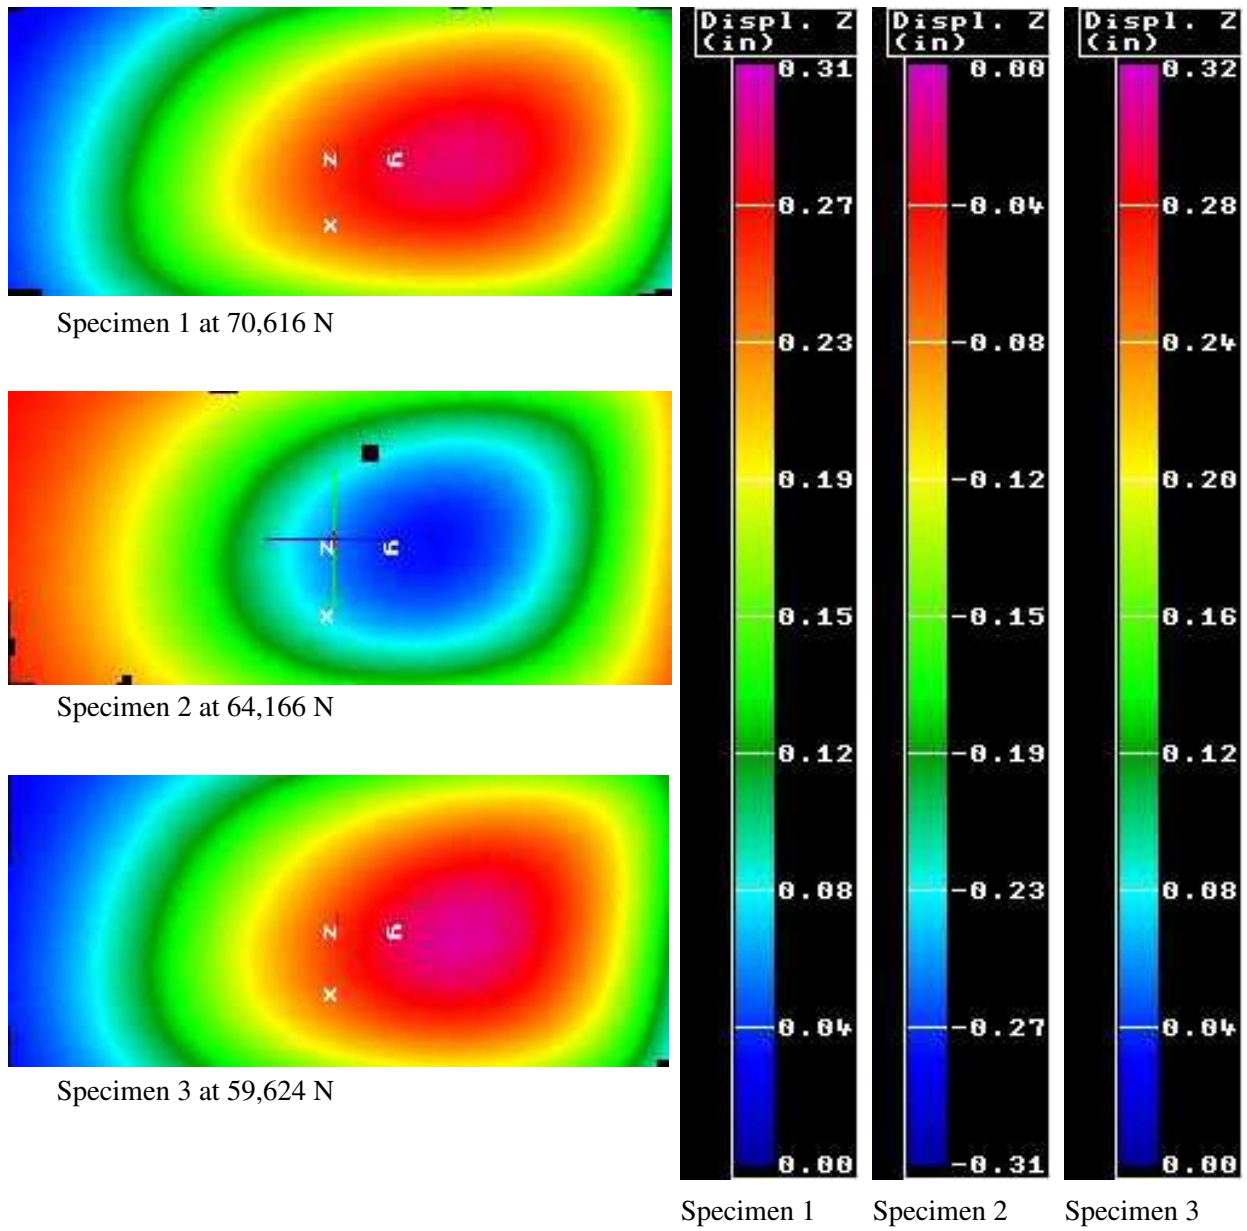 z y
x
Specimen 1 at 70,616 N
z y
x
Specimen 2 at 64,166 N
z y
x
Specimen 3 at 59,624 N
Displ. Z
(in)
0.31
0.27
0.23
0.19
0.15
0.12
0.08
0.04
0.00
Specimen 1
Displ. Z
(in)
0.00
-0.04
-0.08
-0.12
-0.15
-0.19
-0.23
-0.27
-0.31
Specimen 2
Displ. Z
(in)
0.32
0.28
0.24
0.20
0.16
0.12
0.08
0.04
0.00
Specimen 3